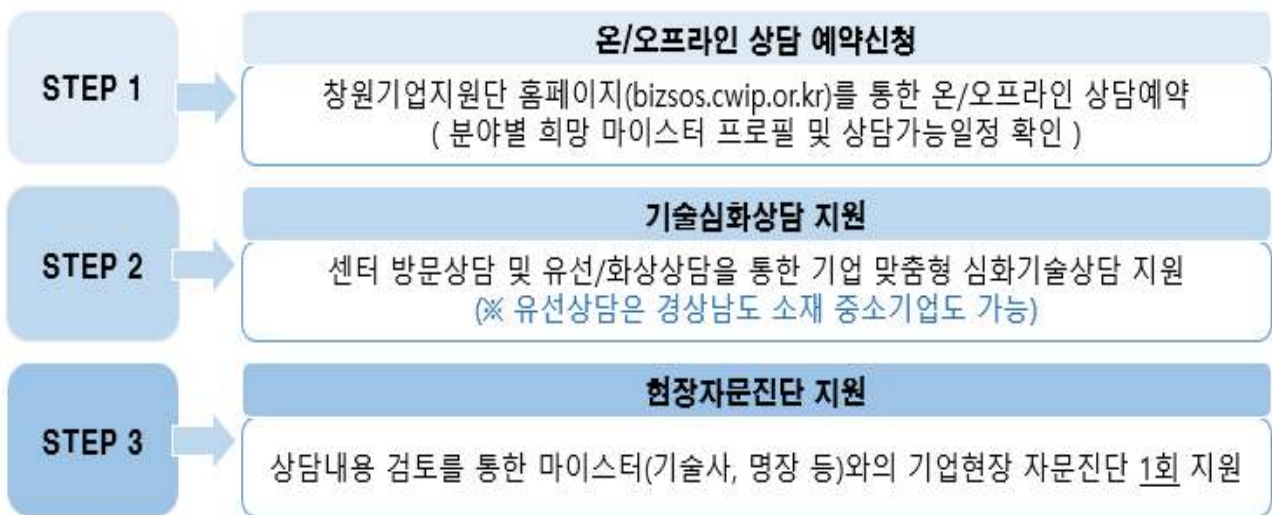 STEP 1
온/오프라인 상담 예약신청
창원기업지원단 홈페이지(bizsos.cwip.or.kr)를 통한 온/오프라인 상담예약
( 분야별 희망 마이스터 프로필 및 상담가능일정 확인 )
STEP 2
기술심화상담 지원
센터 방문상담 및 유선/화상상담을 통한 기업 맞춤형 심화기술상담 지원
(※ 유선상담은 경상남도 소재 중소기업도 가능)
STEP 3
현장자문진단 지원
상담내용 검토를 통한 마이스터(기술사, 명장 등)와의 기업현장 자문진단 1회 지원